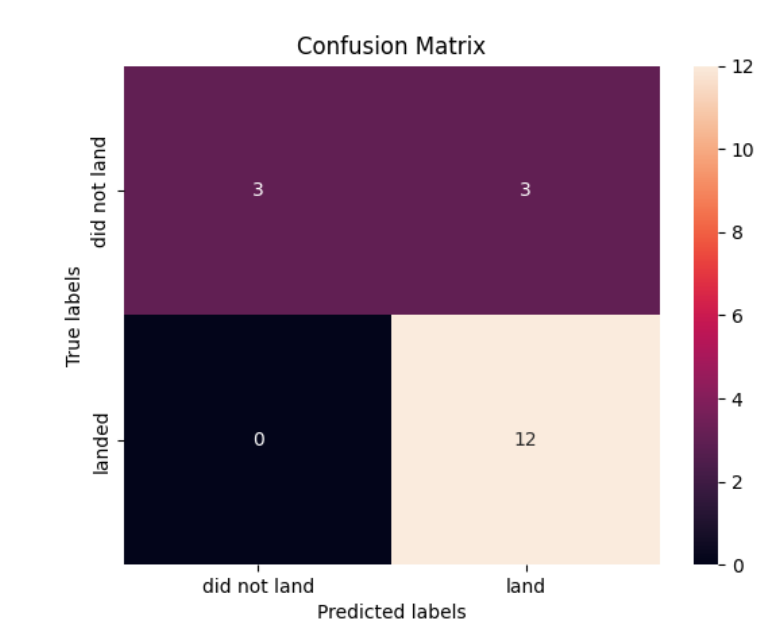 Confusion Matrix
True labels
did not land
landed
3
3
0
12
did not land
land
Predicted labels
12
10
8
6
4
2
0